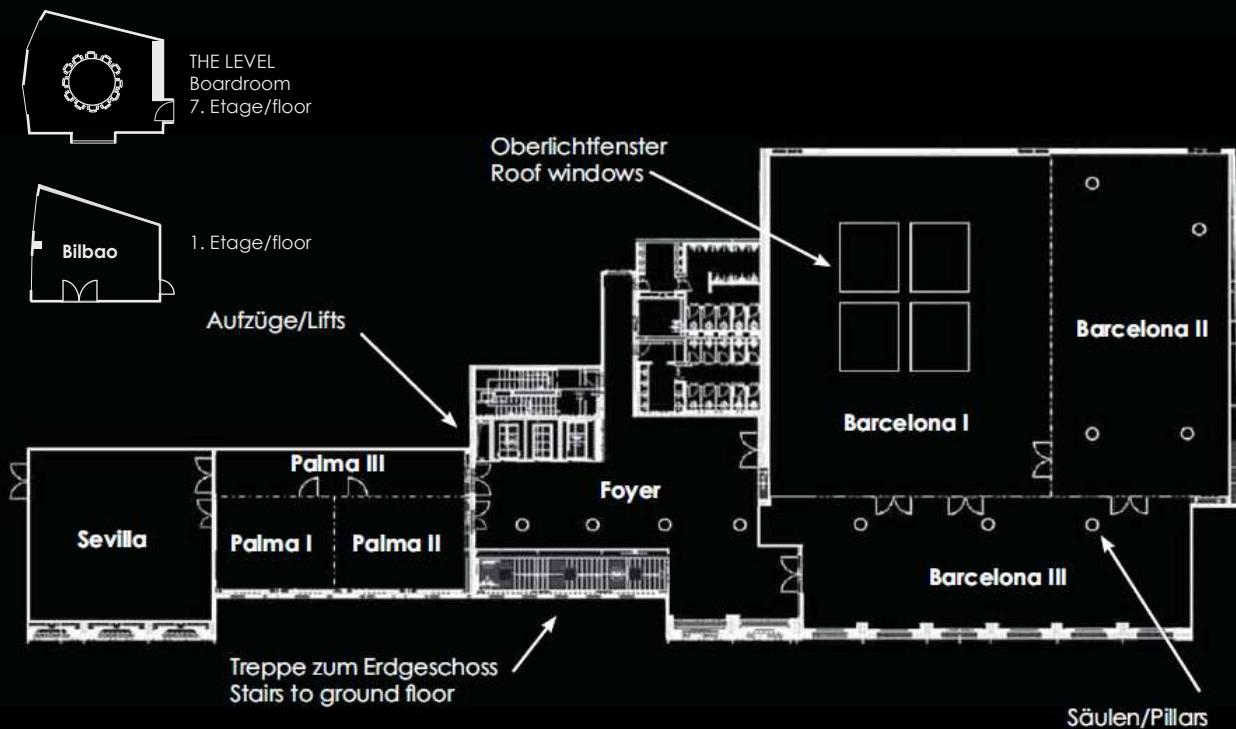 THE LEVEL
Boardroom
7. Etage/floor
Oberlichtfenster
Roof windows
Bilbao
1. Etage/floor
Aufzüge/Lifts
Barcelona II
Barcelona I
Palma III
Foyer
Sevilla
Palma I
Palma II
Barcelona III
Treppe zum Erdgeschoss
Stairs to ground floor
Säulen/Pillars